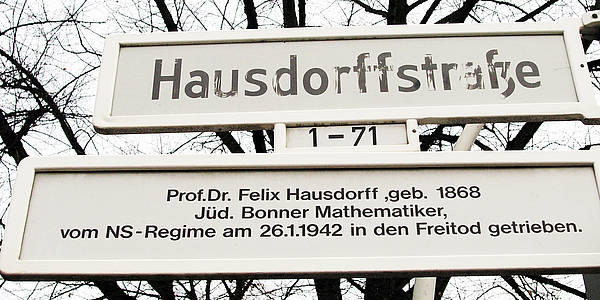 Hausdorffstraße
1-71
Prof.Dr. Felix Hausdorff ,geb. 1868
Jüd. Bonner Mathematiker,
vom NS-Regime am 26.1.1942 in den Freitod getrieben.